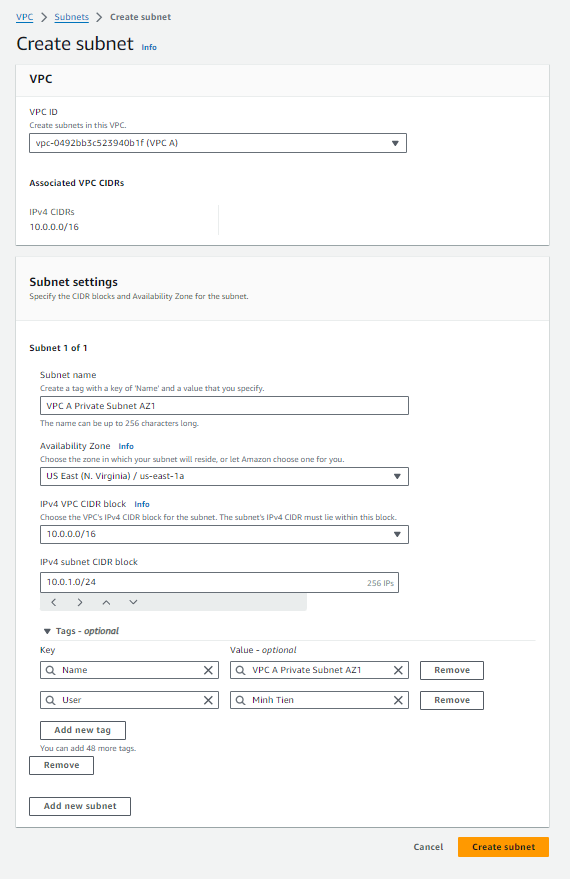 VPC > Subnets > Create subnet
Create subnet Info
VPC
VPC ID
Create subnets in this VPC.
vpc-0492bb3c523940b1f (VPC A)
Associated VPC CIDRs
IPv4 CIDRs
10.0.0.0/16
Subnet settings
Specify the CIDR blocks and Availability Zone for the subnet.
Subnet 1 of 1
Subnet name
Create a tag with a key of 'Name' and a value that you specify.
VPC A Private Subnet AZ1
The name can be up to 256 characters long.
Availability Zone Info
Choose the zone in which your subnet will reside, or let Amazon choose one for you.
US East (N. Virginia) / us-east-1a
IPv4 VPC CIDR block Info
Choose the VPC's IPv4 CIDR block for the subnet. The subnet's IPv4 CIDR must lie within this block.
10.0.0.0/16
IPv4 subnet CIDR block
10.0.1.0/24 256 IPs
Tags - optional
Key Value - optional
Name VPC A Private Subnet AZ1 Remove
User Minh Tien Remove
Add new tag
You can add 48 more tags.
Remove
Add new subnet
Cancel Create subnet